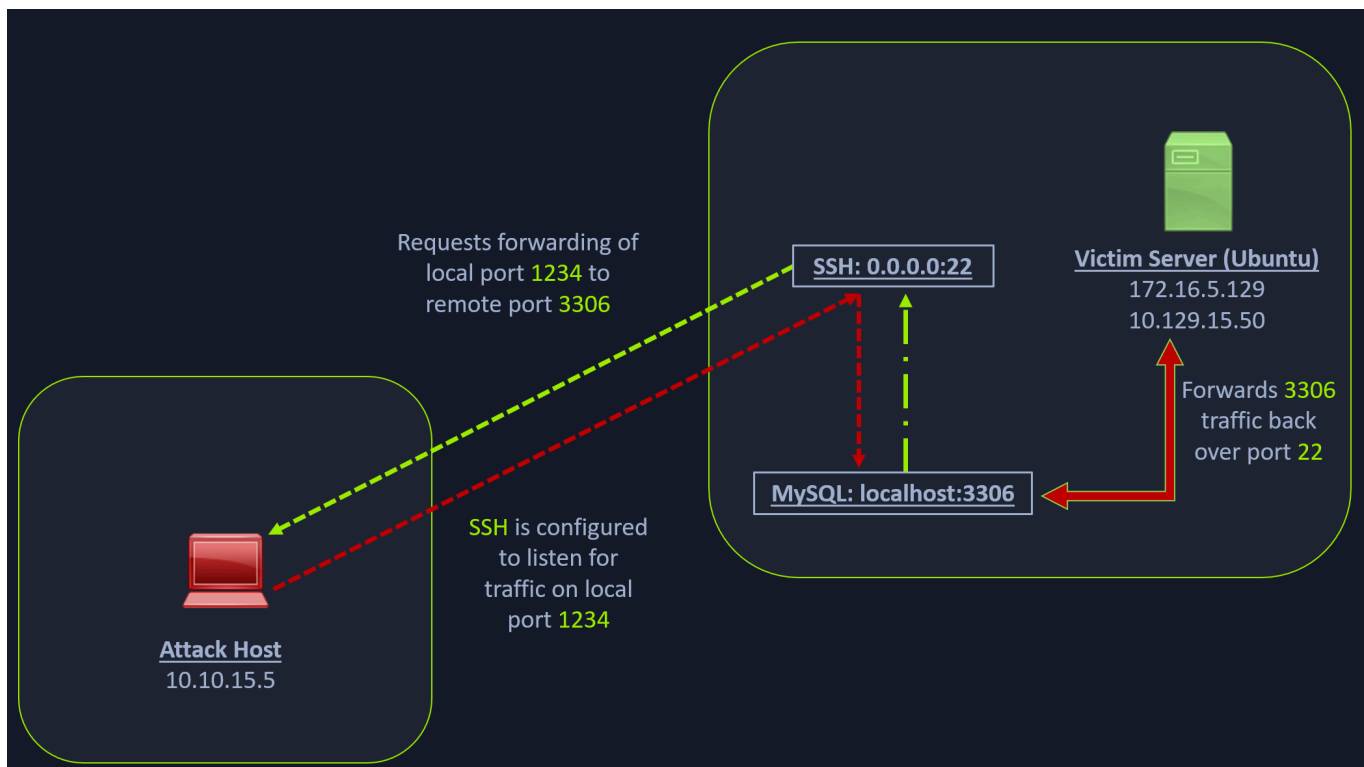 Requests forwarding of
local port 1234 to
remote port 3306
SSH: 0.0.0.0:22
Victim Server (Ubuntu)
172.16.5.129
10.129.15.50
Forwards 3306
traffic back
over port 22
MySQL: localhost:3306
SSH is configured
to listen for
traffic on local
port 1234
Attack Host
10.10.15.5